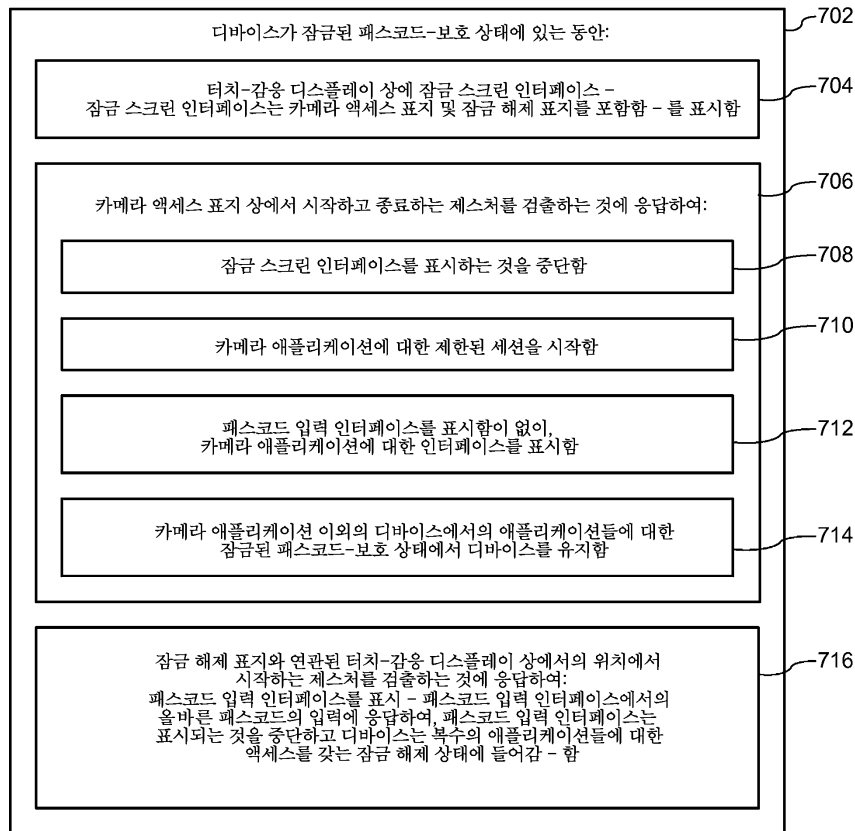 디바이스가 잠금된 패스코드-보호 상태에 있는 동안:
702
터치-감응 디스플레이 상에 잠금 스크린 인터페이스 -
잠금 스크린 인터페이스는 카메라 액세스 표지 및 잠금 해제 표지를 포함함 - 를 표시함
704
706
카메라 액세스 표지 상에서 시작하고 종료하는 제스처를 검출하는 것에 응답하여:
잠금 스크린 인터페이스를 표시하는 것을 중단함
708
카메라 애플리케이션에 대한 제한된 세션을 시작함
710
패스코드 입력 인터페이스를 표시함이 없이,
카메라 애플리케이션에 대한 인터페이스를 표시함
712
카메라 애플리케이션 이외의 디바이스에서의 애플리케이션들에 대한
잠금된 패스코드-보호 상태에서 디바이스를 유지함
714
잠금 해제 표지와 연관된 터치-감응 디스플레이 상에서의 위치에서
시작하는 제스처를 검출하는 것에 응답하여:
패스코드 입력 인터페이스를 표시 - 패스코드 입력 인터페이스에서의
올바른 패스코드의 입력에 응답하여, 패스코드 입력 인터페이스는
표시되는 것을 중단하고 디바이스는 복수의 애플리케이션들에 대한
액세스를 갖는 잠금 해제 상태에 들어감 - 함
716